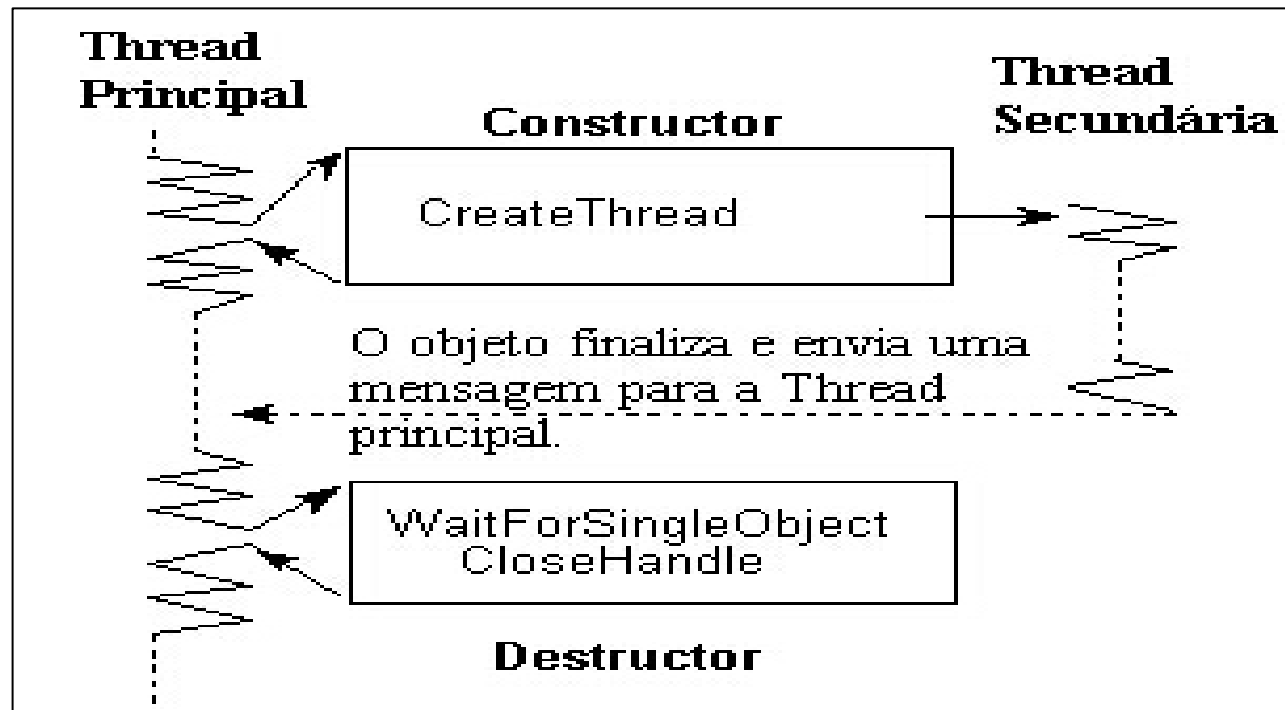 Thread
Principal
Thread
Secundária
Constructor
CreateThread
O objeto finaliza e envia uma
mensagem para a Thread
principal.
WaitForSingleObject
CloseHandle
Destructor